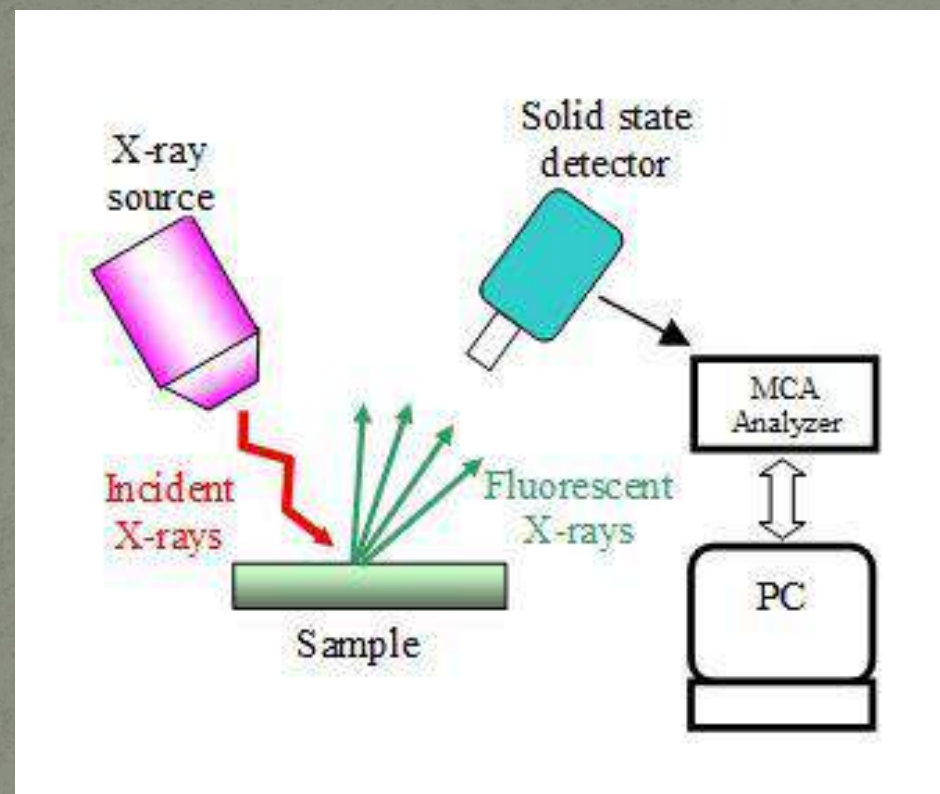 X-ray
source
Solid state
detector
MCA
Analyzer
Incident
X-rays
Fluorescent
X-rays
PC
Sample